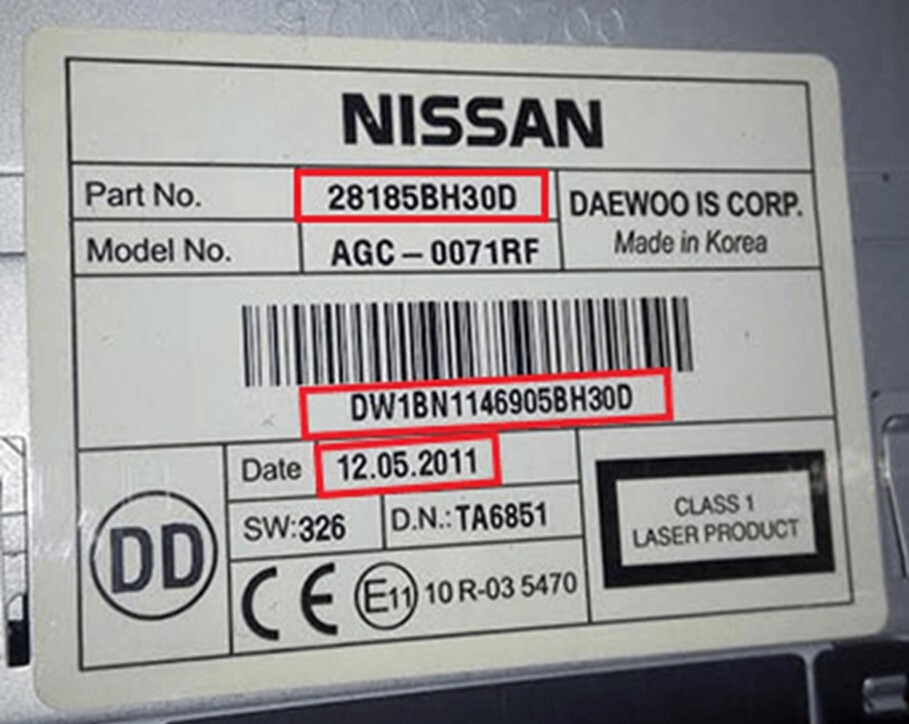 NISSAN
Part No. 28185BH30D
DAEWOO IS CORP.
Made in Korea
Model No. AGC-0071RF
DW1BN1146905BH30D
Date 12.05.2011
SW:326 D.N.:TA6851
DD
CE E11 10 R-03 5470
CLASS 1
LASER PRODUCT